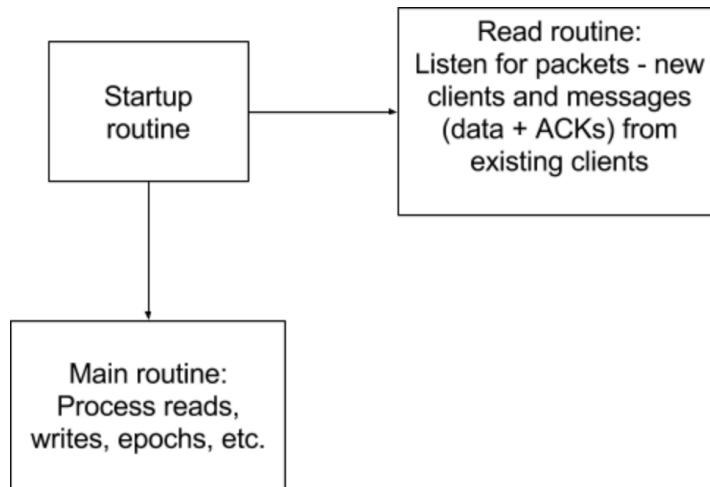 Startup
routine
Read routine:
Listen for packets - new
clients and messages
(data + ACKs) from
existing clients
Main routine:
Process reads,
writes, epochs, etc.